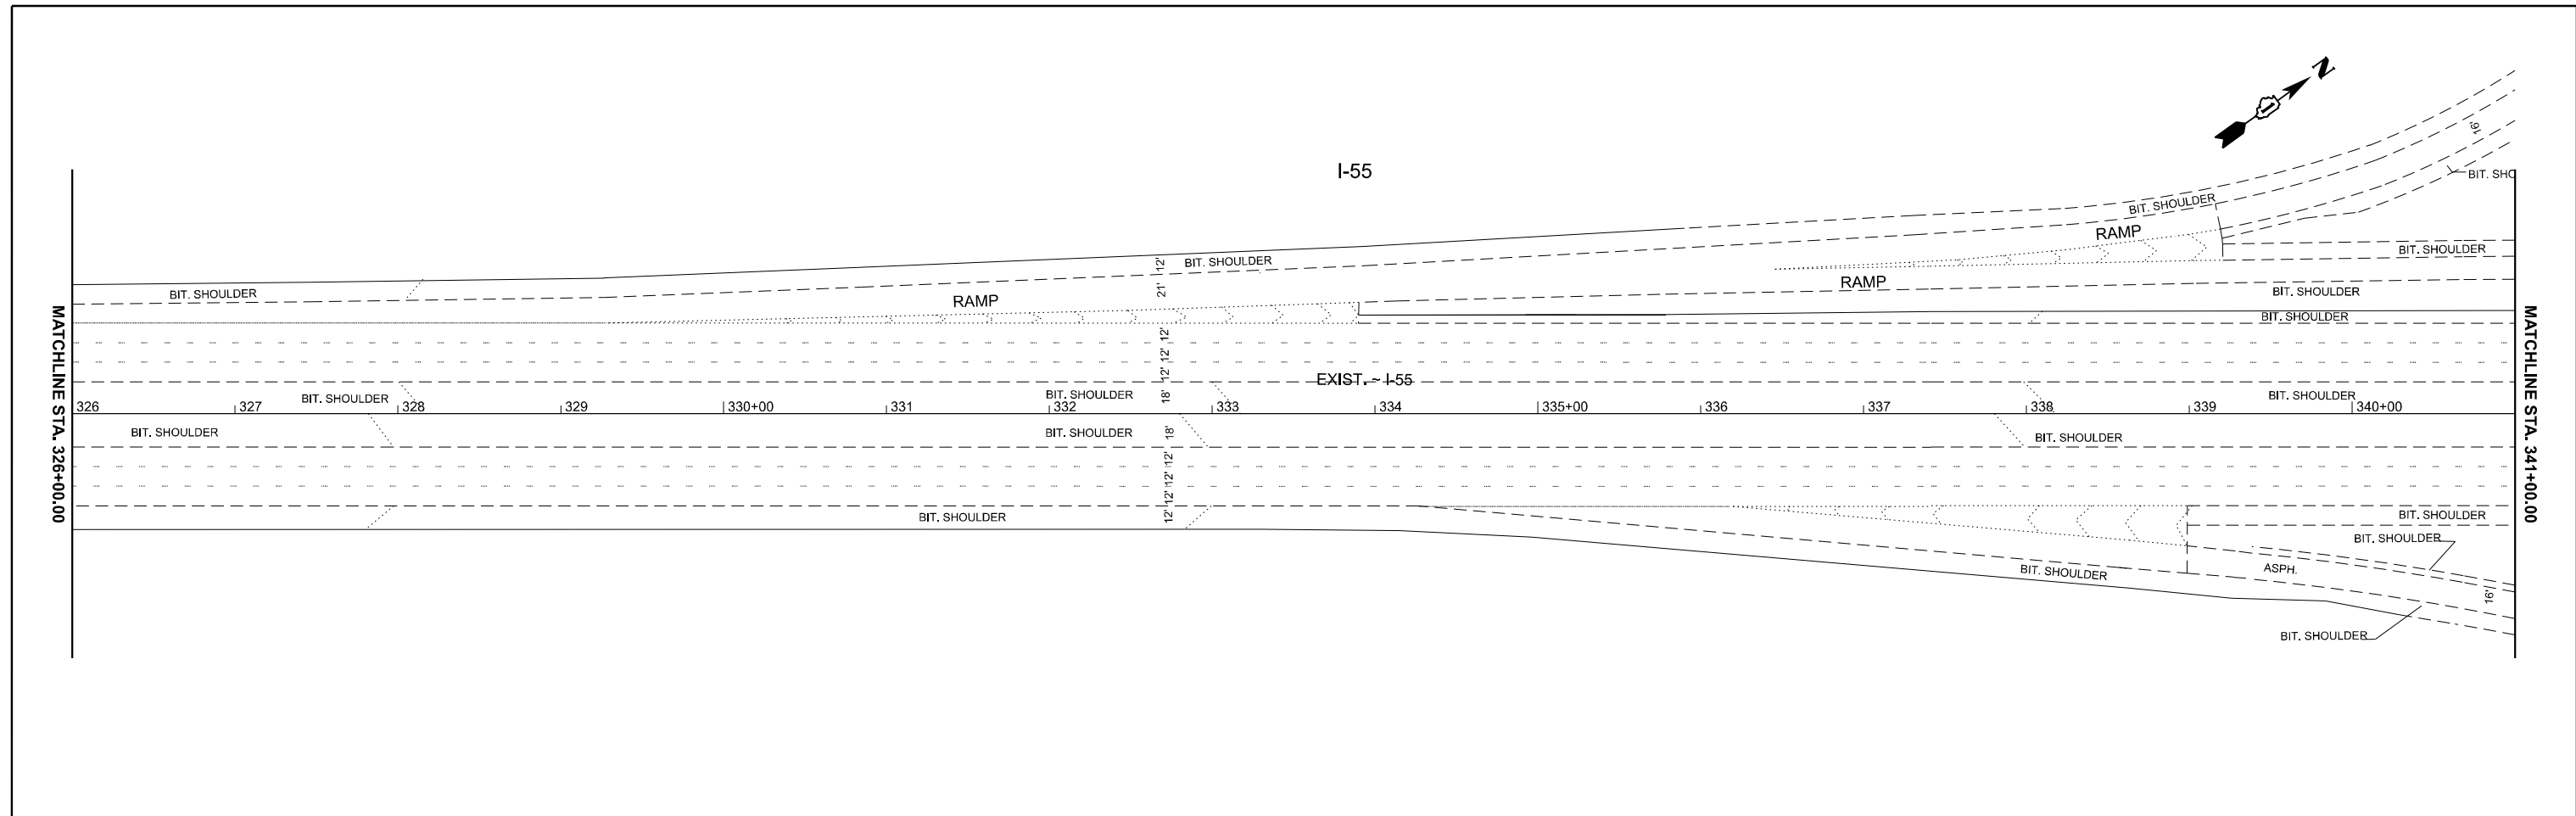 N
I-55
16'
BIT. SHO
BIT. SHOULDER
RAMP
BIT. SHOULDER
12'
BIT. SHOULDER
21'
RAMP
BIT. SHOULDER
BIT. SHOULDER
RAMP
BIT. SHOULDER
12'
12'
12'
EXIST. ~ I-55
18'
BIT. SHOULDER
BIT. SHOULDER
BIT. SHOULDER
326
327
328
329
330+00
331
332
333
334
335+00
336
337
338
339
340+00
MATCHLINE STA. 326+00.00
MATCHLINE STA. 341+00.00
BIT. SHOULDER
BIT. SHOULDER
18'
BIT. SHOULDER
12'
12'
12'
12'
BIT. SHOULDER
BIT. SHOULDER
BIT. SHOULDER
ASPH.
BIT. SHOULDER
16'
BIT. SHOULDER